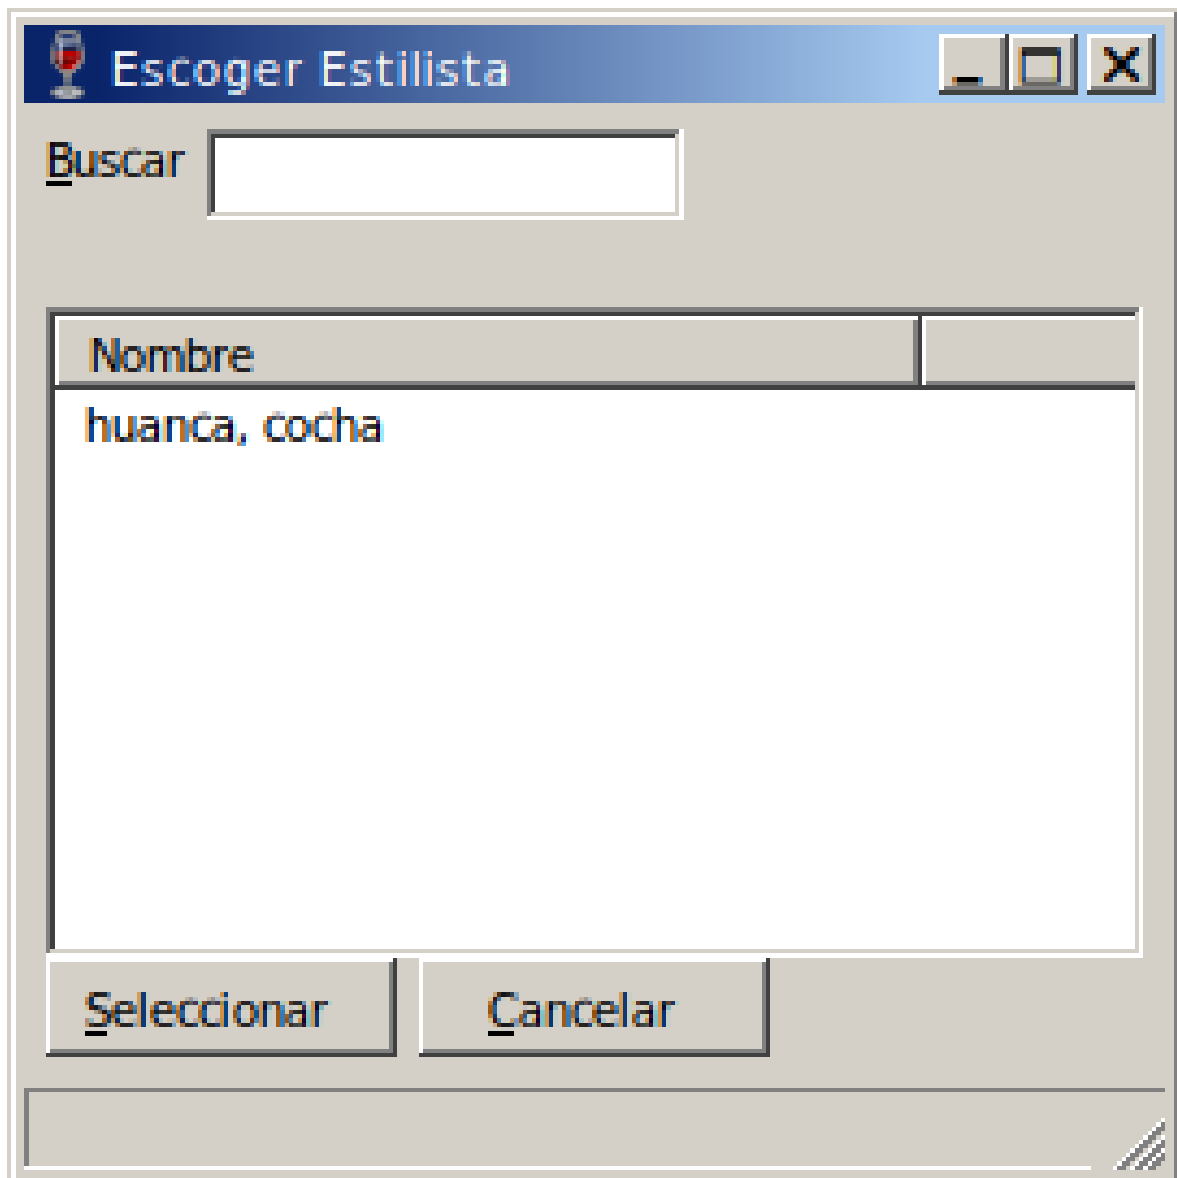 Escoger Estilista
Buscar
Nombre
huanca, cocha
Seleccionar Cancelar